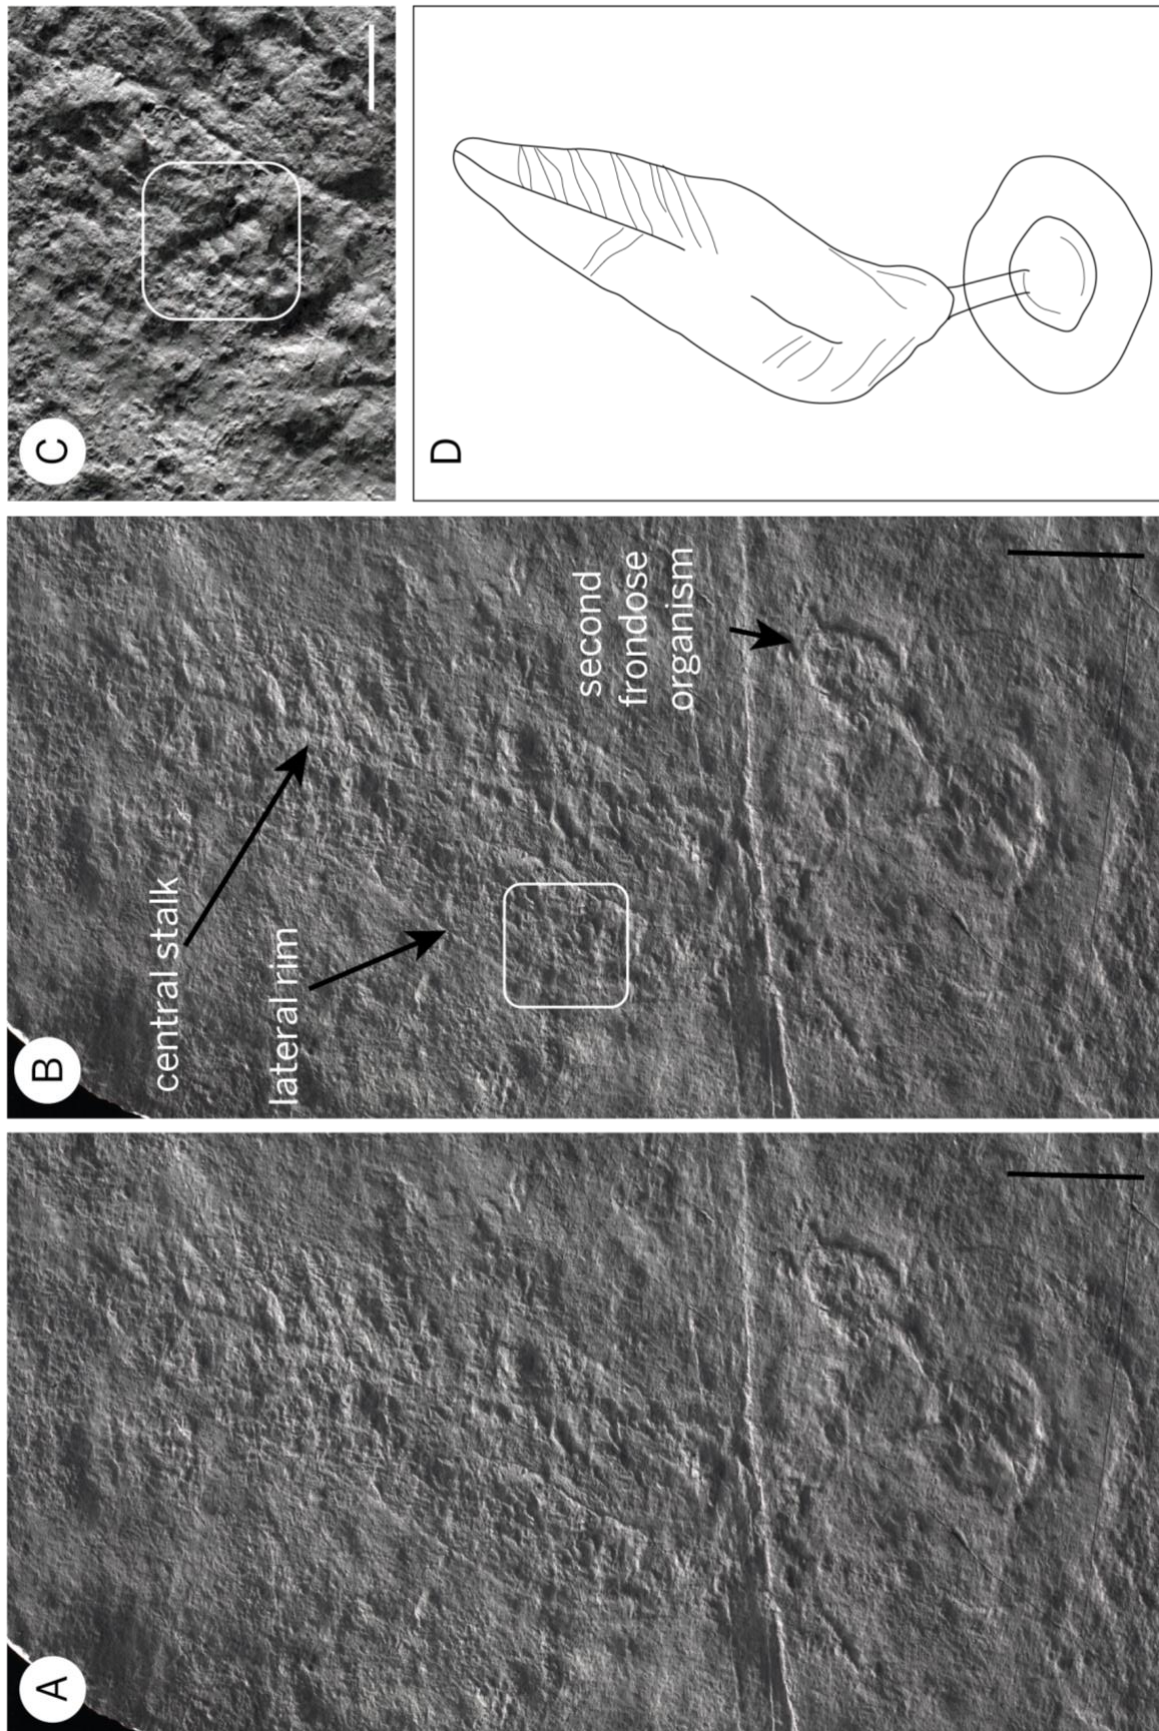 A
B
central stalk
lateral rim
second
frondose
organism
C
D